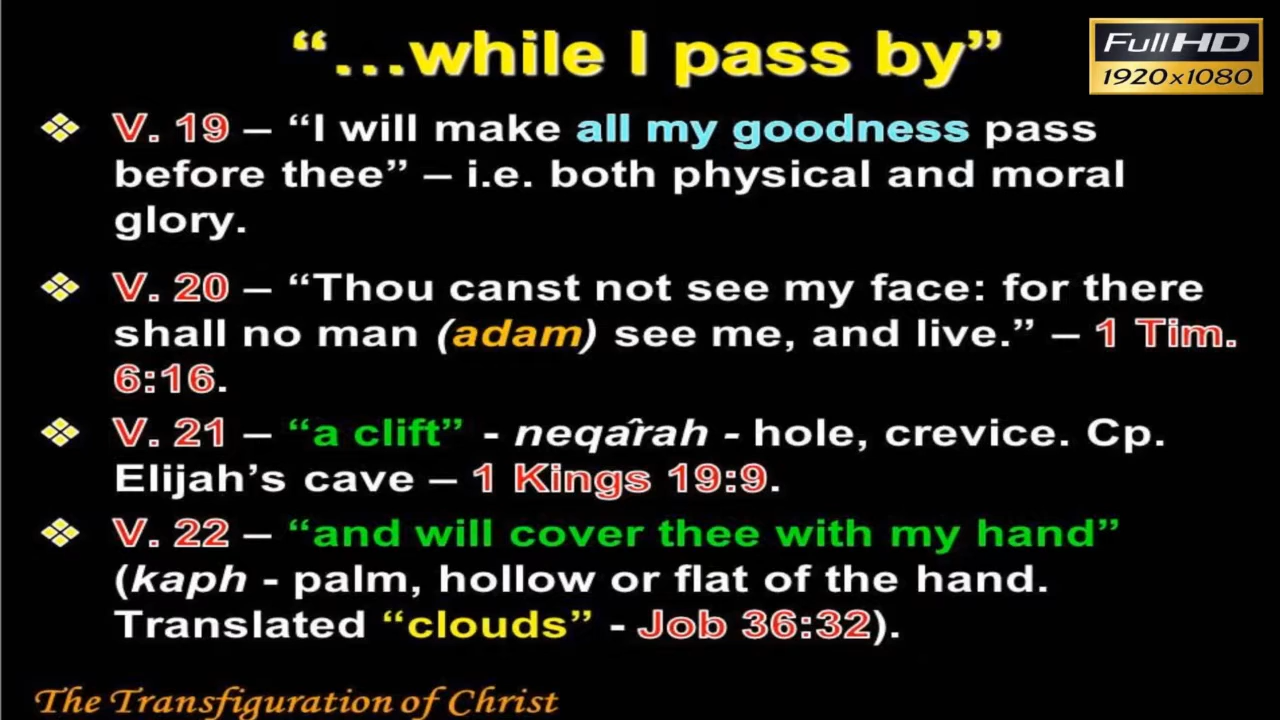 “...while I pass by”
Full HD
1920x1080
V. 19 – “I will make all my goodness pass
before thee” – i.e. both physical and moral
glory.
V. 20 – “Thou canst not see my face: for there
shall no man (adam) see me, and live.” – 1 Tim.
6:16.
V. 21 – “a clift” - neqârah - hole, crevice. Cp.
Elijah’s cave – 1 Kings 19:9.
V. 22 – “and will cover thee with my hand”
(kaph - palm, hollow or flat of the hand.
Translated “clouds” - Job 36:32).
The Transfiguration of Christ